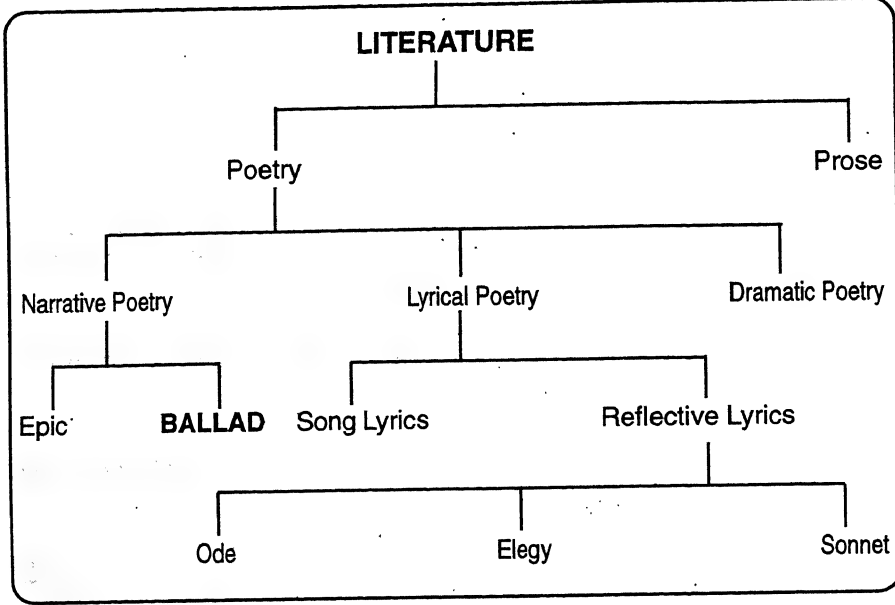 LITERATURE
Poetry
Prose
Narrative Poetry
Lyrical Poetry
Dramatic Poetry
Epic
BALLAD
Song Lyrics
Reflective Lyrics
Ode
Elegy
Sonnet